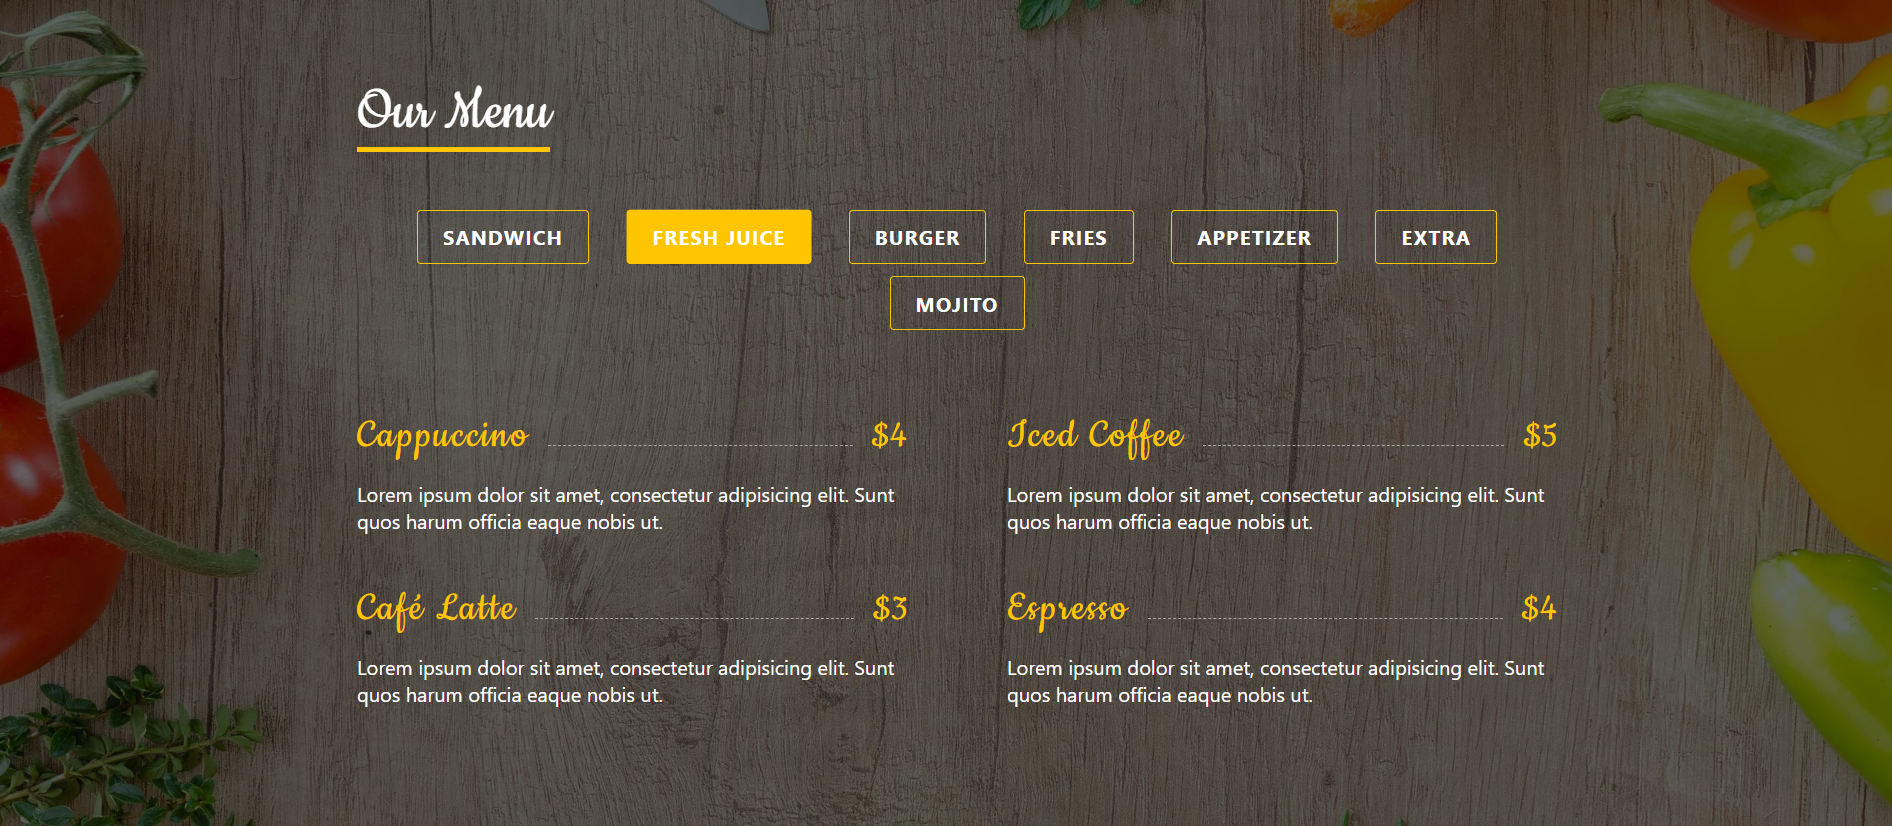 Our Menu
SANDWICH FRESH JUICE BURGER FRIES APPETIZER EXTRA
MOJITO
Cappuccino $4
Lorem ipsum dolor sit amet, consectetur adipisicing elit. Sunt
quos harum officia eaque nobis ut.
Iced Coffee $5
Lorem ipsum dolor sit amet, consectetur adipisicing elit. Sunt
quos harum officia eaque nobis ut.
Café Latte $3
Lorem ipsum dolor sit amet, consectetur adipisicing elit. Sunt
quos harum officia eaque nobis ut.
Espresso $4
Lorem ipsum dolor sit amet, consectetur adipisicing elit. Sunt
quos harum officia eaque nobis ut.